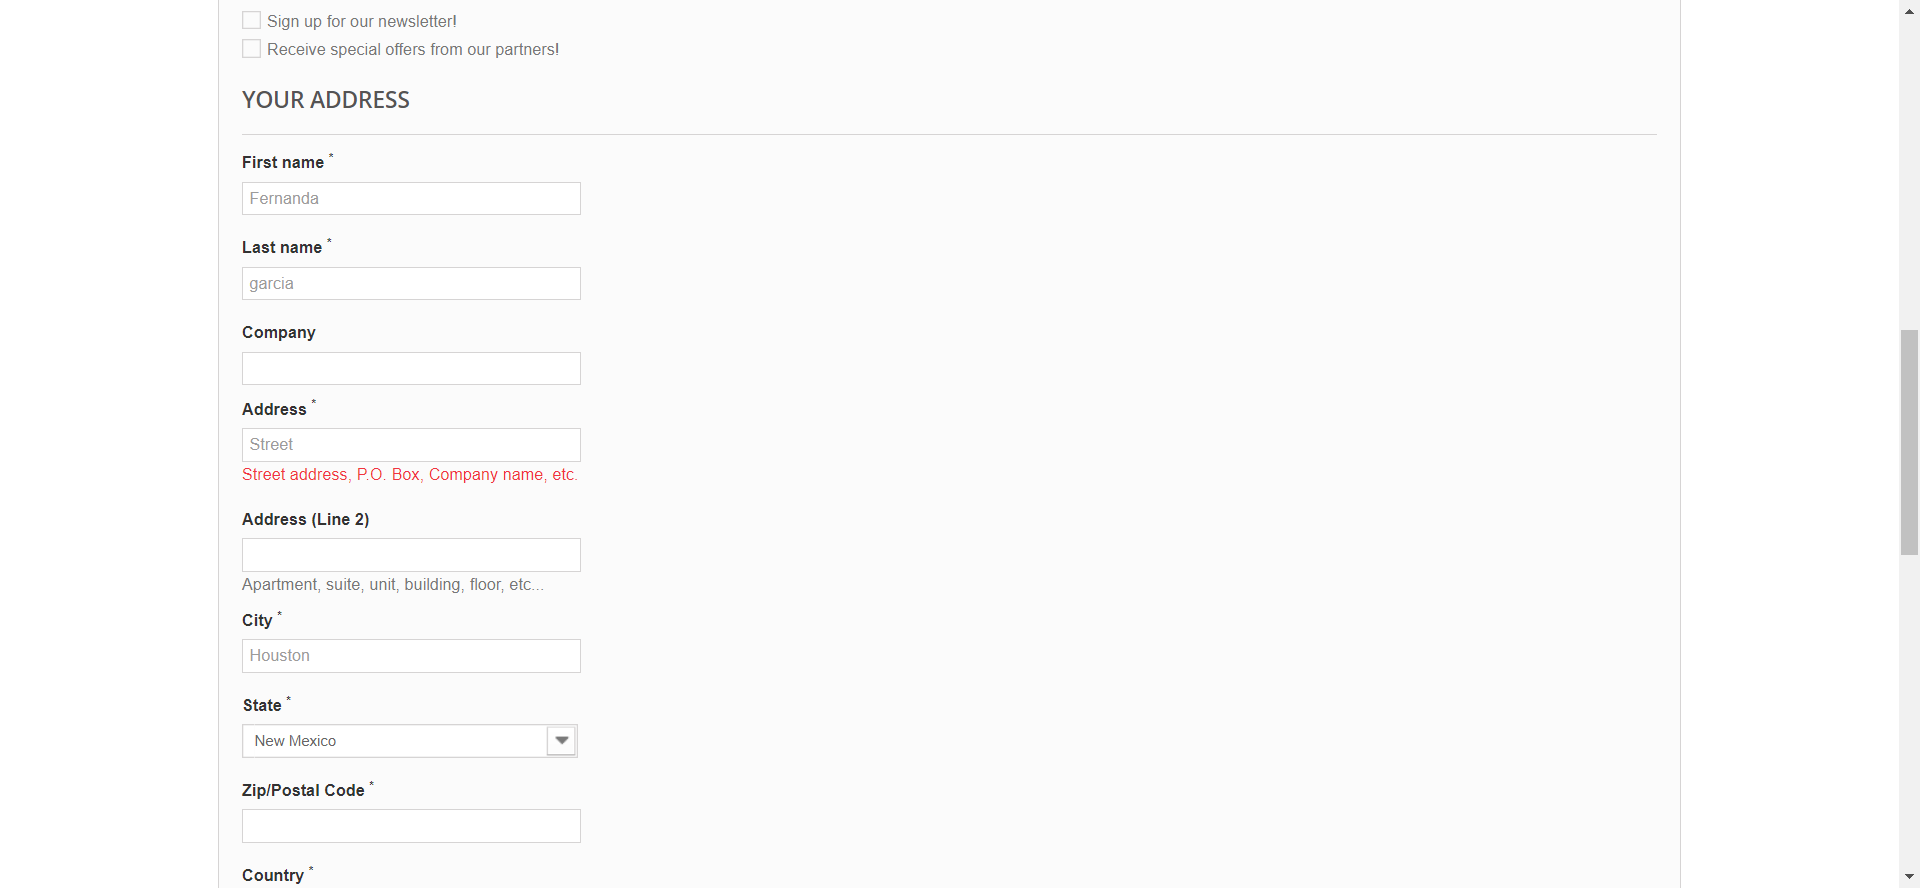 Sign up for our newsletter!
Receive special offers from our partners!
YOUR ADDRESS
First name *
Fernanda
Last name *
garcia
Company
Address *
Street
Street address, P.O. Box, Company name, etc.
Address (Line 2)
Apartment, suite, unit, building, floor, etc...
City *
Houston
State *
New Mexico
Zip/Postal Code *
Country *